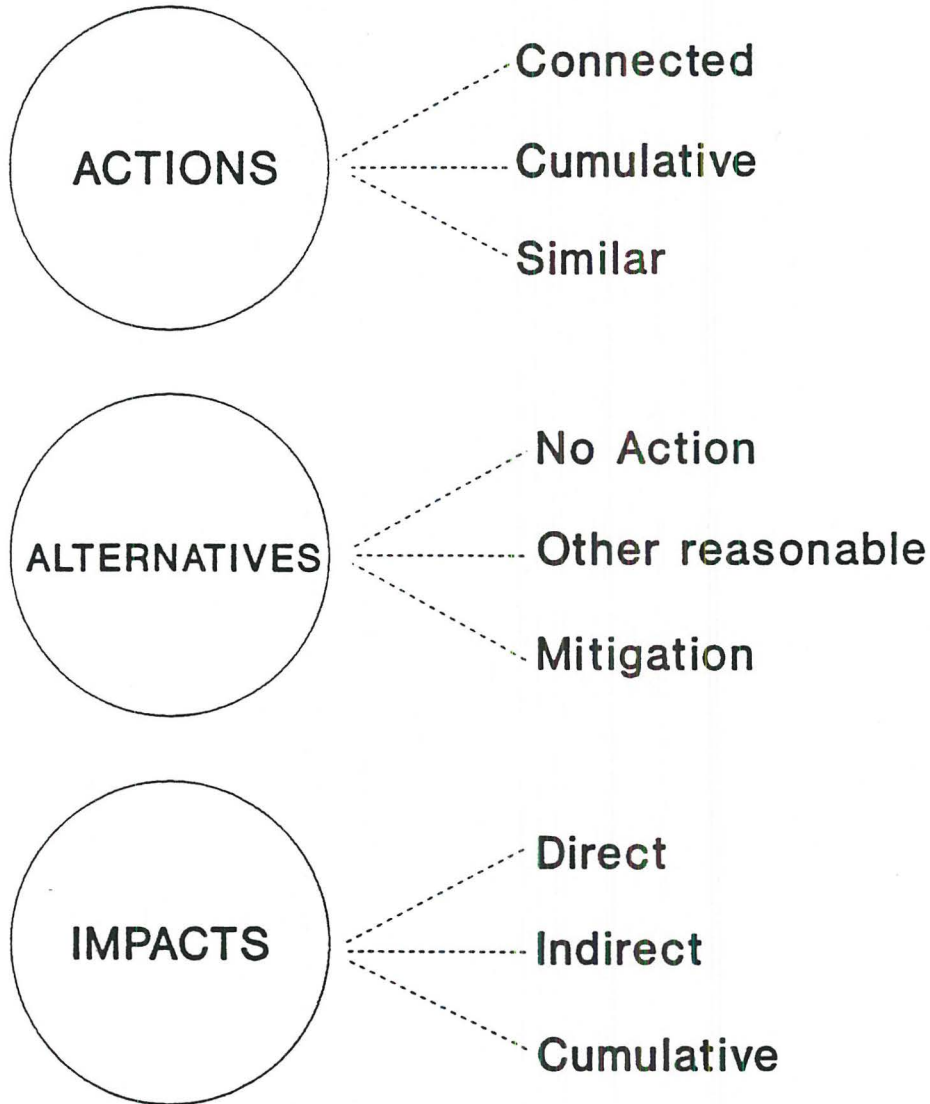 ACTIONS
Connected
Cumulative
Similar
ALTERNATIVES
No Action
Other reasonable
Mitigation
IMPACTS
Direct
Indirect
Cumulative